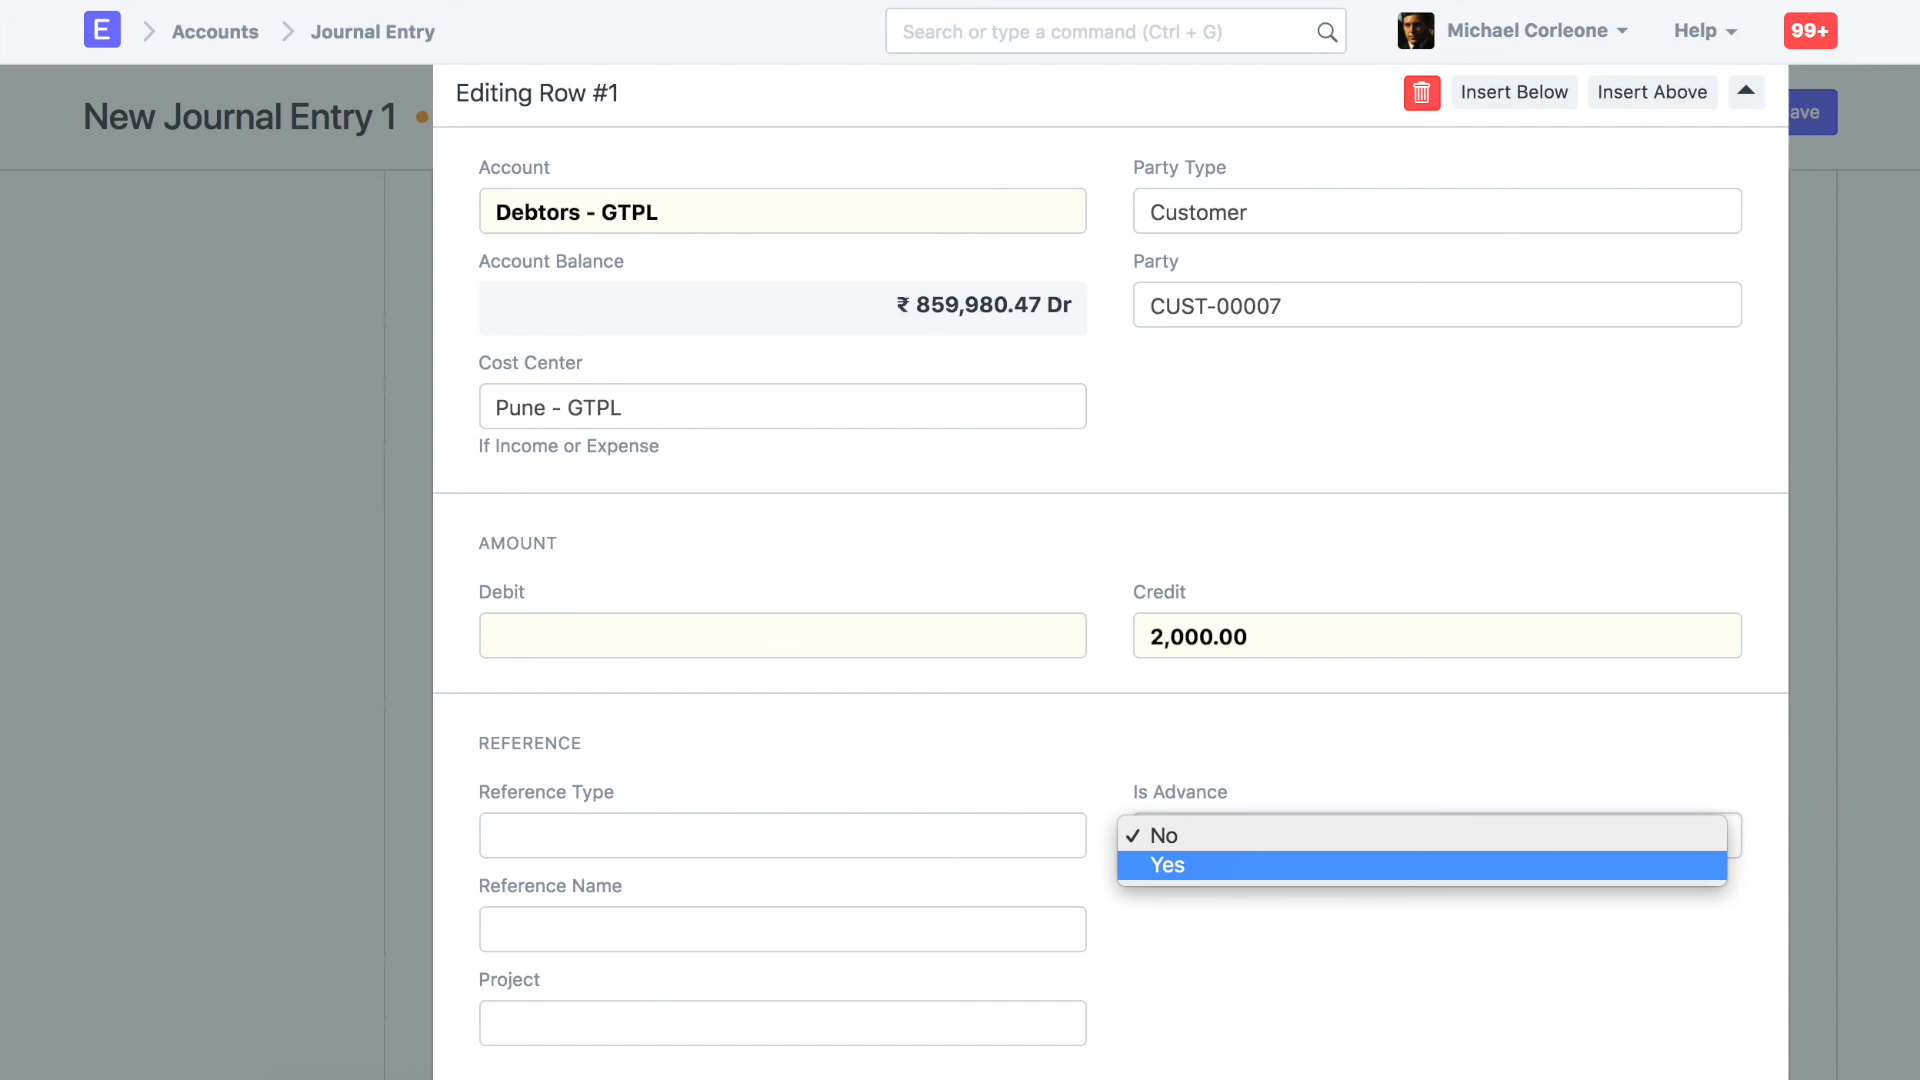 E Accounts Journal Entry Search or type a command (Ctrl + G) Michael Corleone Help 99+
New Journal Entry 1
Editing Row #1 Insert Below Insert Above
ave
Account Party Type
Debtors - GTPL Customer
Account Balance Party
₹ 859,980.47 Dr CUST-00007
Cost Center
Pune - GTPL
If Income or Expense
AMOUNT
Debit Credit
2,000.00
REFERENCE
Reference Type Is Advance
✓ No
Yes
Reference Name
Project